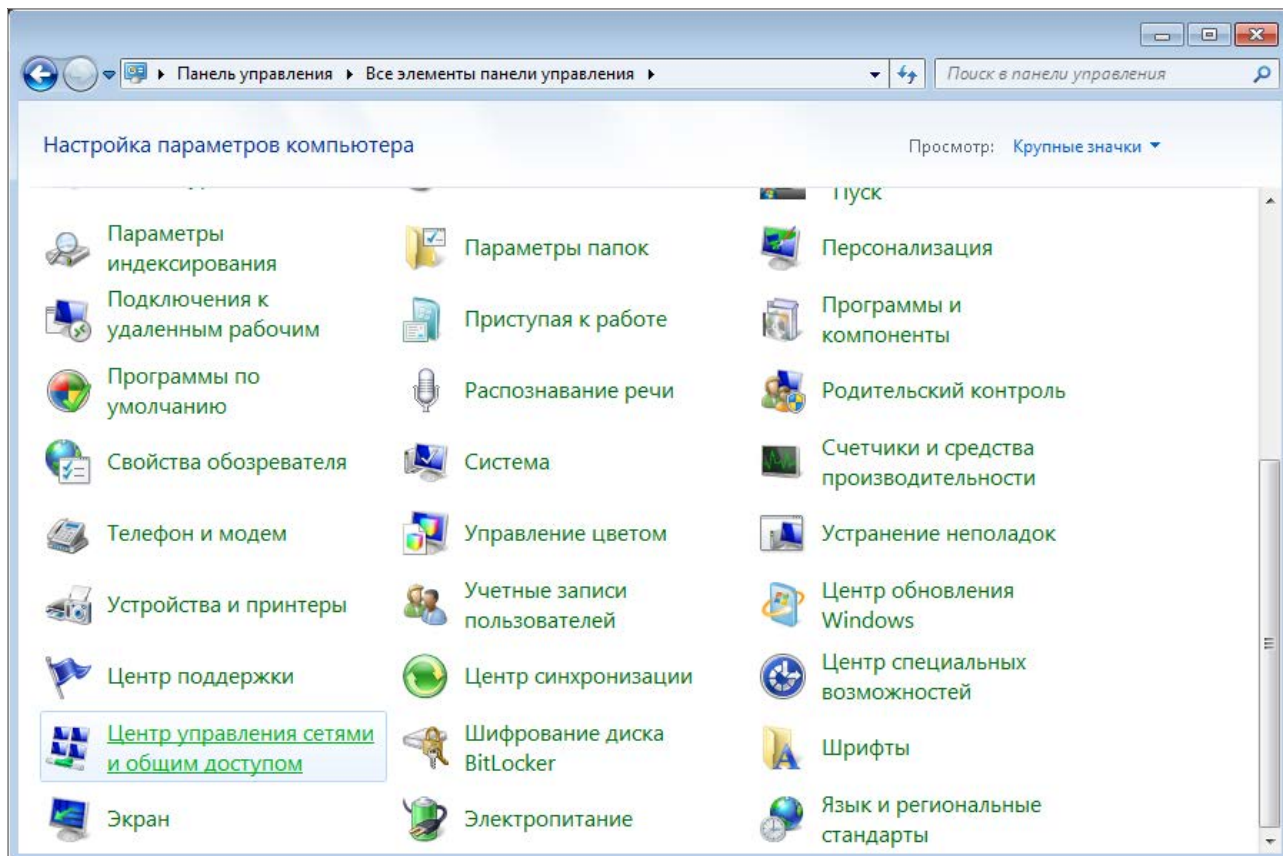 Панель управления ▸ Все элементы панели управления ▸
Поиск в панели управления
Настройка параметров компьютера
Просмотр: Крупные значки
Пуск
Параметры
индексирования
Параметры папок
Персонализация
Подключения к
удаленным рабочим
Приступая к работе
Программы и
компоненты
Программы по
умолчанию
Распознавание речи
Родительский контроль
Свойства обозревателя
Система
Счетчики и средства
производительности
Телефон и модем
Управление цветом
Устранение неполадок
Устройства и принтеры
Учетные записи
пользователей
Центр обновления
Windows
Центр поддержки
Центр синхронизации
Центр специальных
возможностей
Центр управления сетями
и общим доступом
Шифрование диска
BitLocker
Шрифты
Экран
Электропитание
Язык и региональные
стандарты